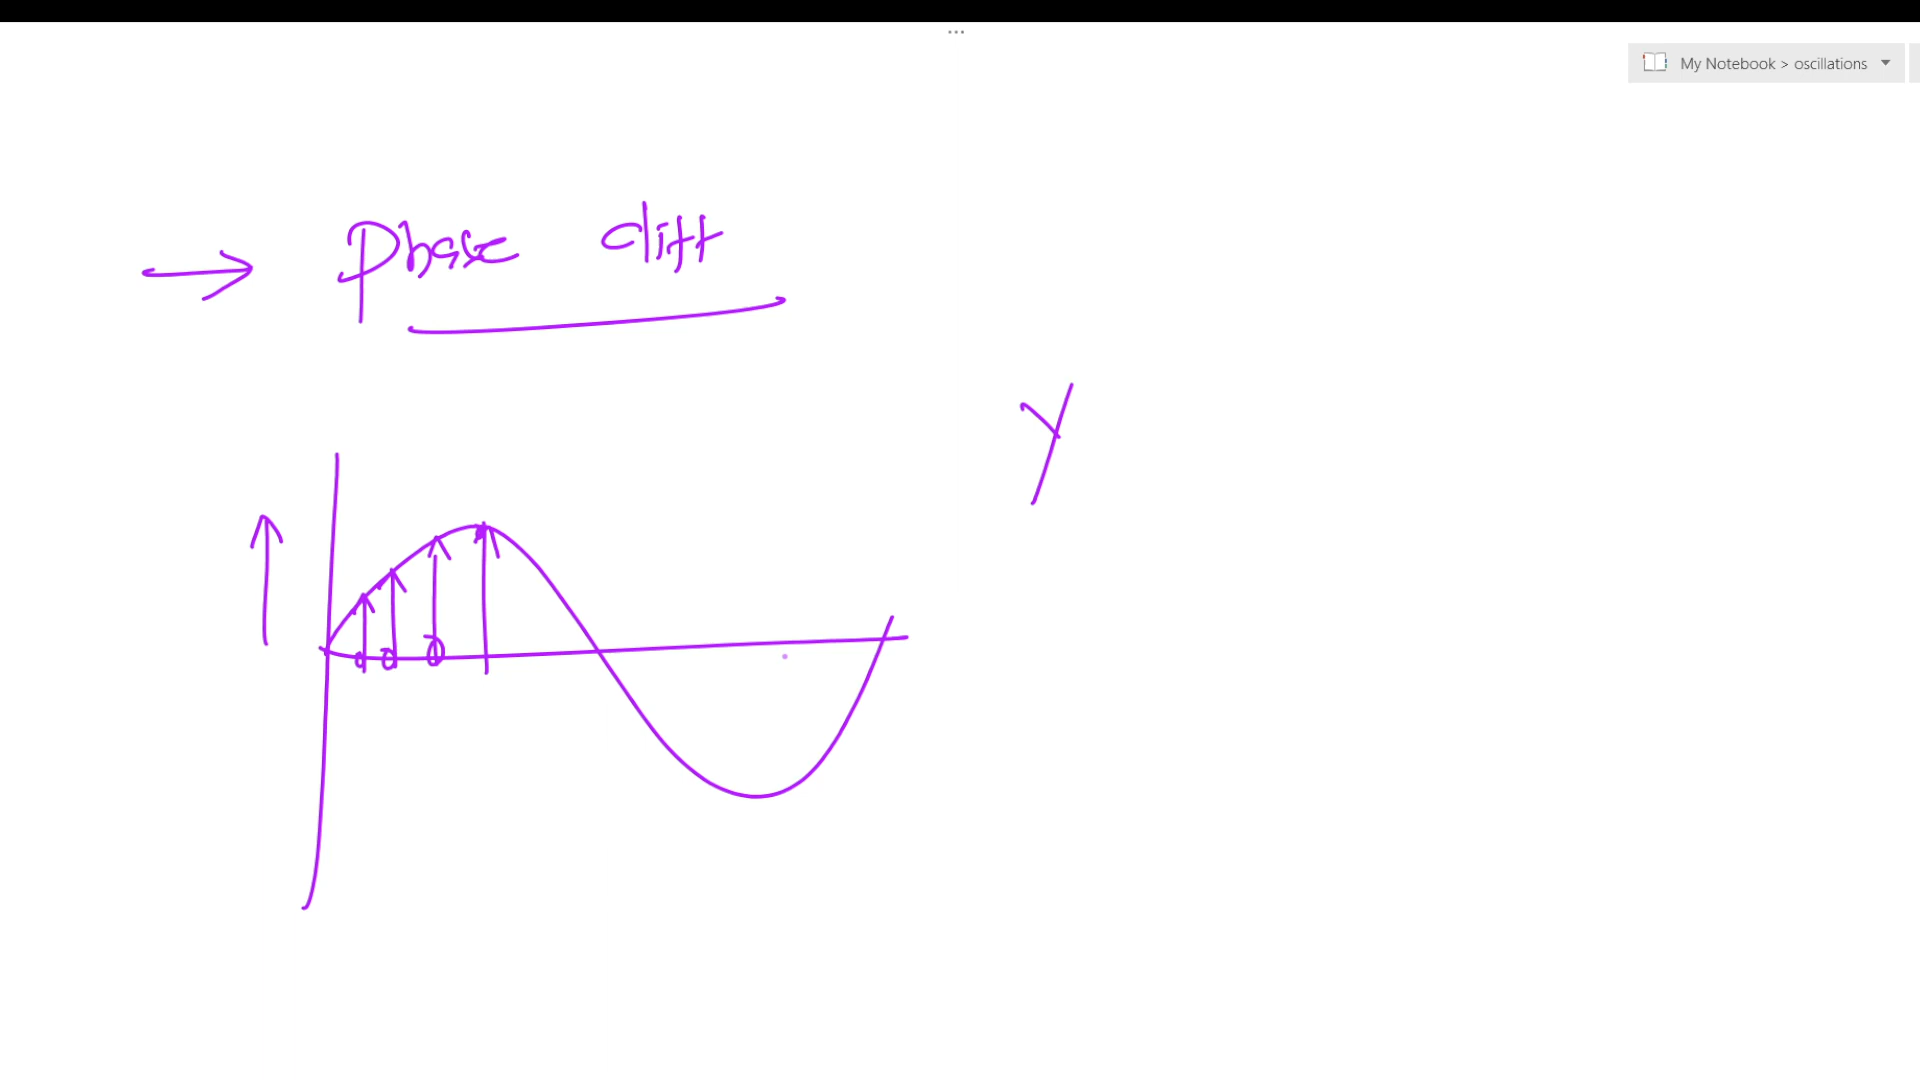 ...
My Notebook > oscillations
→ Phase diff
y